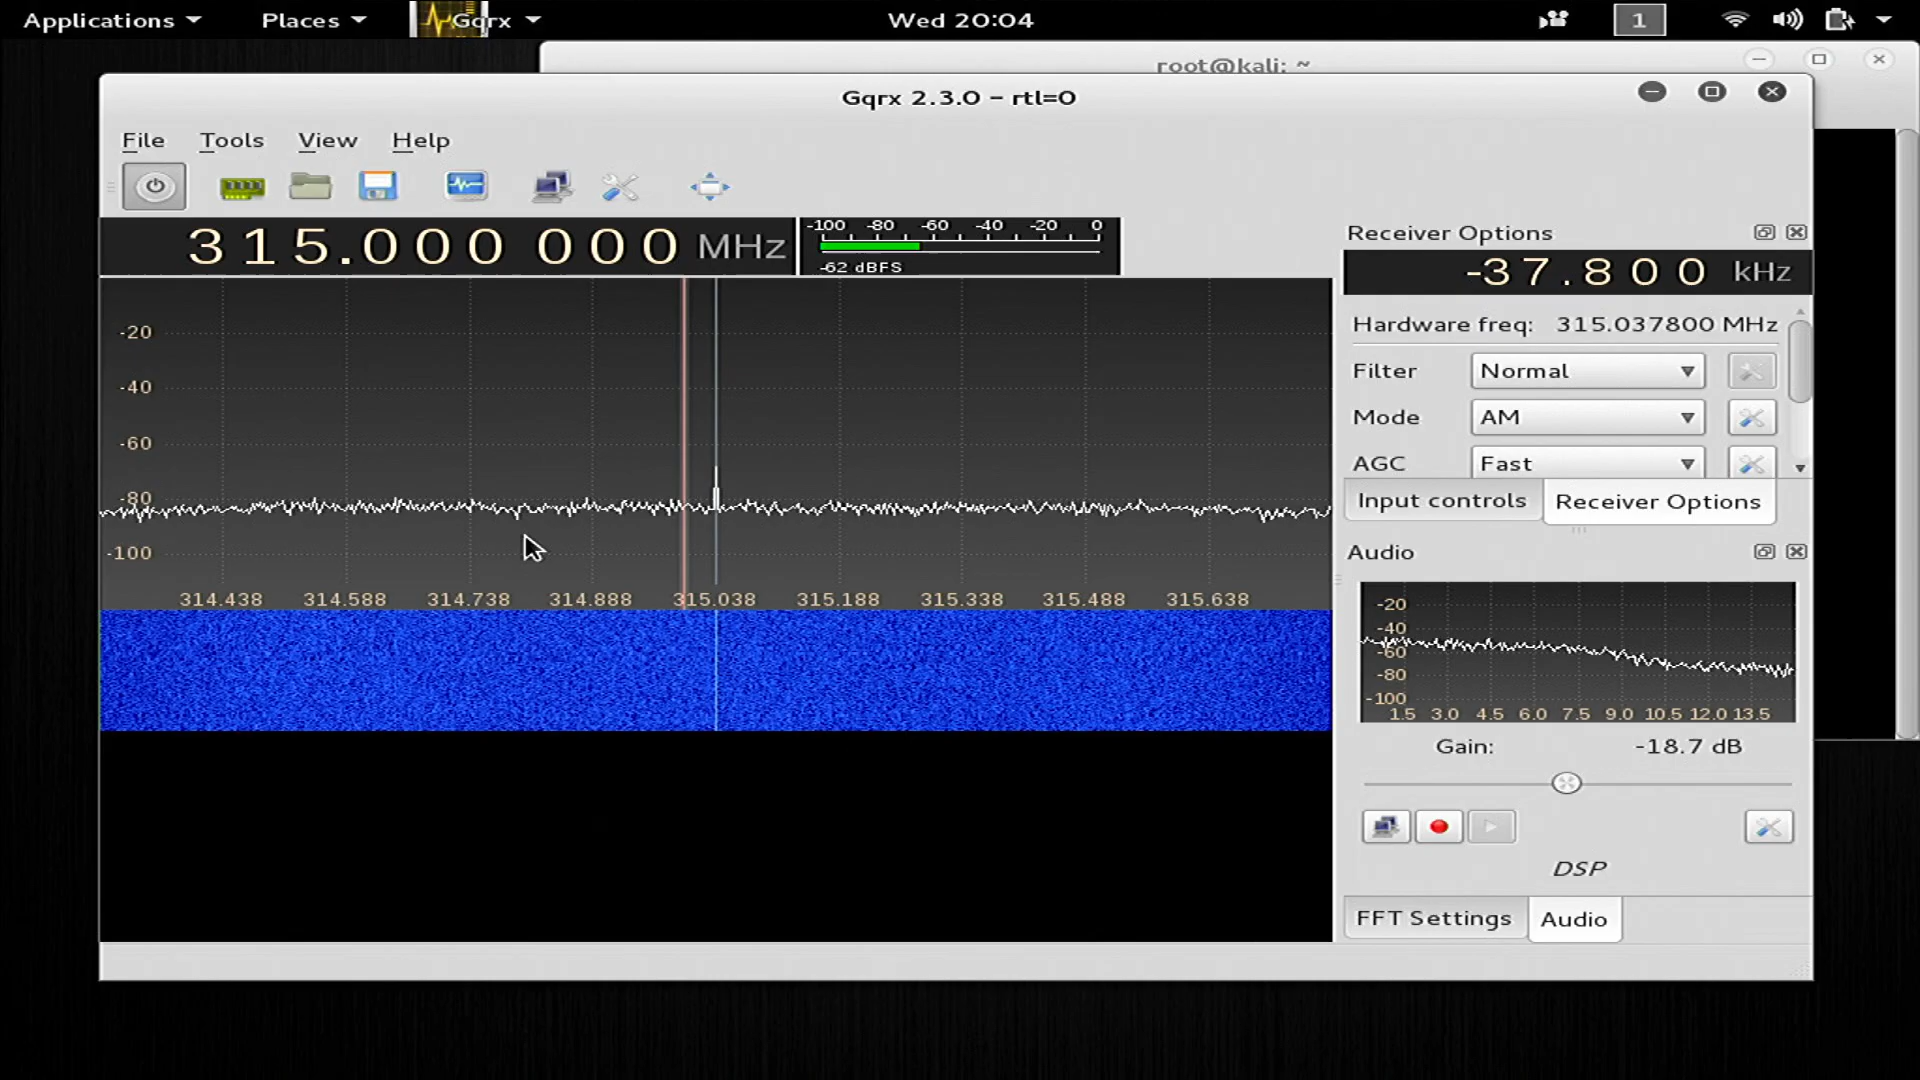 Applications Places Gqrx Wed 20:04 1
root@kali: ~
Gqrx 2.3.0 - rtl=0
File Tools View Help
315.000 000 MHz
-100 -80 -60 -40 -20 0
-62 dBFS
Receiver Options
-37.800 kHz
Hardware freq: 315.037800 MHz
Filter Normal
Mode AM
AGC Fast
Input controls Receiver Options
-20
-40
-60
-80
-100
314.438 314.588 314.738 314.888 315.038 315.188 315.338 315.488 315.638
Audio
-20
-40
-60
-80
-100
1.5 3.0 4.5 6.0 7.5 9.0 10.5 12.0 13.5
Gain: -18.7 dB
DSP
FFT Settings Audio